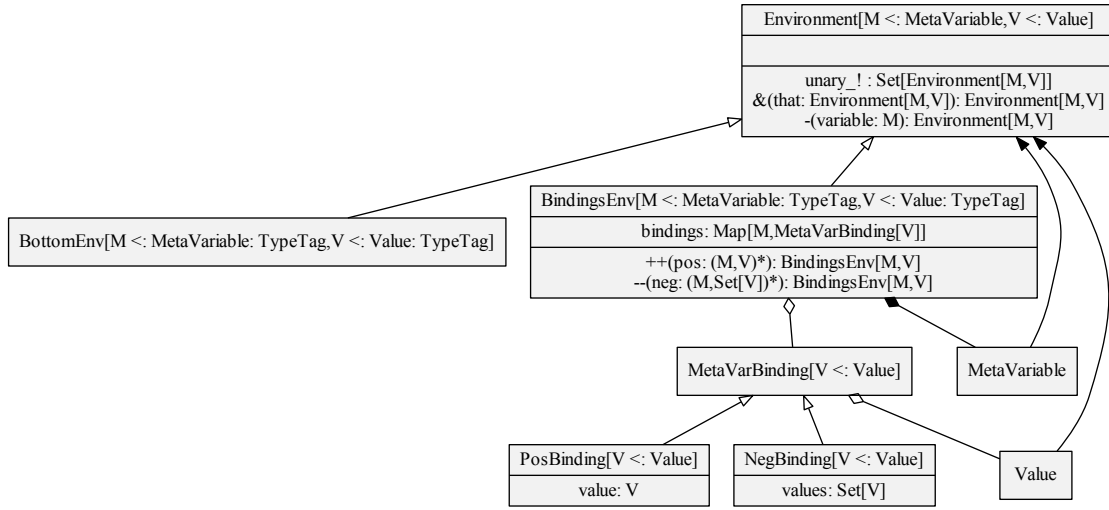 Environment[M <: MetaVariable,V <: Value]
unary_! : Set[Environment[M,V]]
&(that: Environment[M,V]): Environment[M,V]
-(variable: M): Environment[M,V]
BottomEnv[M <: MetaVariable: TypeTag,V <: Value: TypeTag]
BindingsEnv[M <: MetaVariable: TypeTag,V <: Value: TypeTag]
bindings: Map[M,MetaVarBinding[V]]
++(pos: (M,V)*): BindingsEnv[M,V]
--(neg: (M,Set[V])*): BindingsEnv[M,V]
MetaVarBinding[V <: Value]
MetaVariable
PosBinding[V <: Value]
value: V
NegBinding[V <: Value]
values: Set[V]
Value